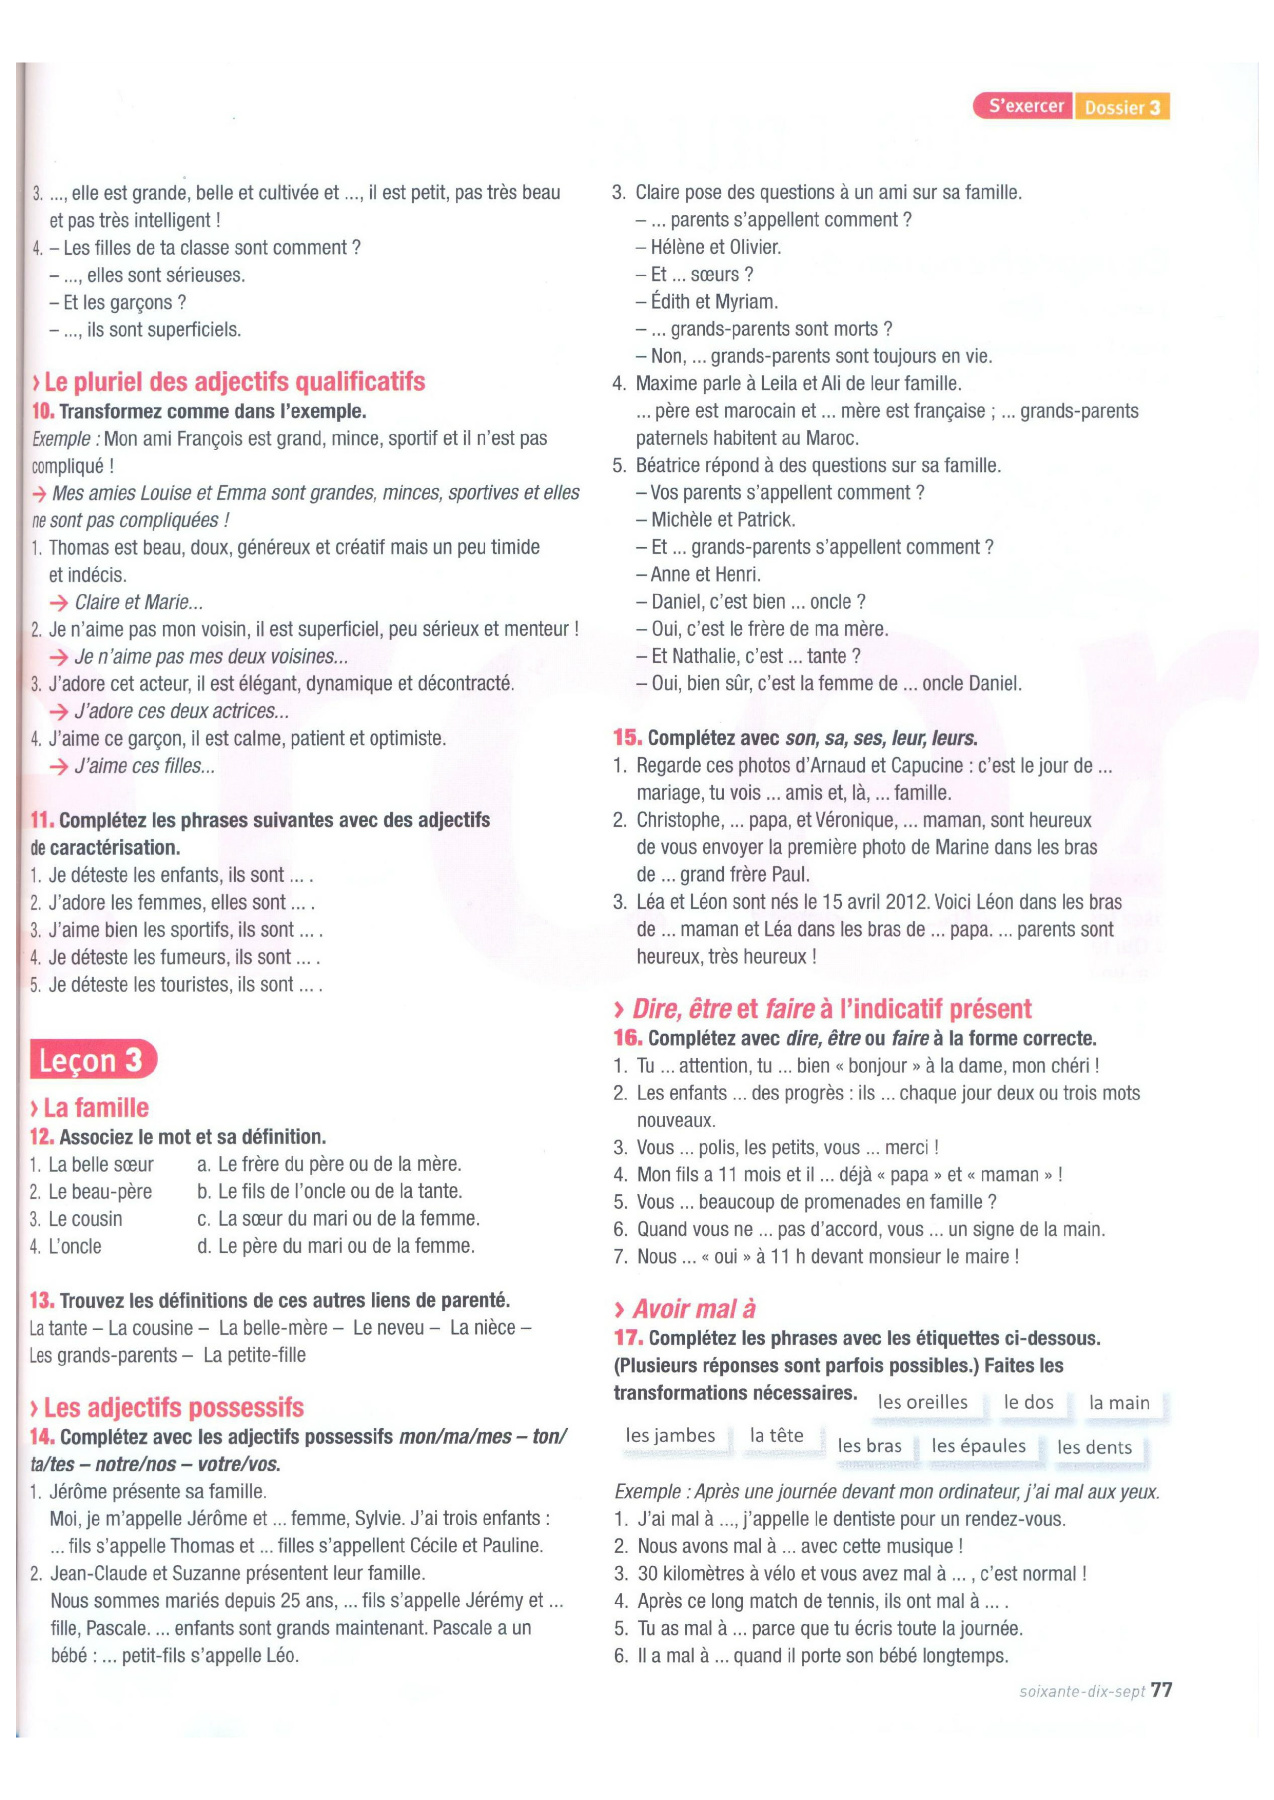 S'exercer Dossier 3
3. ..., elle est grande, belle et cultivée et ..., il est petit, pas très beau
et pas très intelligent !
4. – Les filles de ta classe sont comment ?
– ..., elles sont sérieuses.
– Et les garçons ?
– ..., ils sont superficiels.
› Le pluriel des adjectifs qualificatifs
10. Transformez comme dans l'exemple.
Exemple : Mon ami François est grand, mince, sportif et il n'est pas
compliqué !
→ Mes amies Louise et Emma sont grandes, minces, sportives et elles
ne sont pas compliquées !
1. Thomas est beau, doux, généreux et créatif mais un peu timide
et indécis.
→ Claire et Marie...
2. Je n'aime pas mon voisin, il est superficiel, peu sérieux et menteur !
→ Je n'aime pas mes deux voisines...
3. J'adore cet acteur, il est élégant, dynamique et décontracté.
→ J'adore ces deux actrices...
4. J'aime ce garçon, il est calme, patient et optimiste.
→ J'aime ces filles...
11. Complétez les phrases suivantes avec des adjectifs
de caractérisation.
1. Je déteste les enfants, ils sont ... .
2. J'adore les femmes, elles sont ... .
3. J'aime bien les sportifs, ils sont ... .
4. Je déteste les fumeurs, ils sont ... .
5. Je déteste les touristes, ils sont ... .
Leçon 3
› La famille
12. Associez le mot et sa définition.
1. La belle sœur a. Le frère du père ou de la mère.
2. Le beau-père b. Le fils de l'oncle ou de la tante.
3. Le cousin c. La sœur du mari ou de la femme.
4. L'oncle d. Le père du mari ou de la femme.
13. Trouvez les définitions de ces autres liens de parenté.
La tante – La cousine – La belle-mère – Le neveu – La nièce –
Les grands-parents – La petite-fille
› Les adjectifs possessifs
14. Complétez avec les adjectifs possessifs mon/ma/mes – ton/
ta/tes – notre/nos – votre/vos.
1. Jérôme présente sa famille.
Moi, je m'appelle Jérôme et ... femme, Sylvie. J'ai trois enfants :
... fils s'appelle Thomas et ... filles s'appellent Cécile et Pauline.
2. Jean-Claude et Suzanne présentent leur famille.
Nous sommes mariés depuis 25 ans, ... fils s'appelle Jérémy et ...
fille, Pascale. ... enfants sont grands maintenant. Pascale a un
bébé : ... petit-fils s'appelle Léo.
3. Claire pose des questions à un ami sur sa famille.
– ... parents s'appellent comment ?
– Hélène et Olivier.
– Et ... sœurs ?
– Édith et Myriam.
– ... grands-parents sont morts ?
– Non, ... grands-parents sont toujours en vie.
4. Maxime parle à Leila et Ali de leur famille.
... père est marocain et ... mère est française ; ... grands-parents
paternels habitent au Maroc.
5. Béatrice répond à des questions sur sa famille.
– Vos parents s'appellent comment ?
– Michèle et Patrick.
– Et ... grands-parents s'appellent comment ?
– Anne et Henri.
– Daniel, c'est bien ... oncle ?
– Oui, c'est le frère de ma mère.
– Et Nathalie, c'est ... tante ?
– Oui, bien sûr, c'est la femme de ... oncle Daniel.
15. Complétez avec son, sa, ses, leur, leurs.
1. Regarde ces photos d'Arnaud et Capucine : c'est le jour de ...
mariage, tu vois ... amis et, là, ... famille.
2. Christophe, ... papa, et Véronique, ... maman, sont heureux
de vous envoyer la première photo de Marine dans les bras
de ... grand frère Paul.
3. Léa et Léon sont nés le 15 avril 2012. Voici Léon dans les bras
de ... maman et Léa dans les bras de ... papa. ... parents sont
heureux, très heureux !
› Dire, être et faire à l'indicatif présent
16. Complétez avec dire, être ou faire à la forme correcte.
1. Tu ... attention, tu ... bien « bonjour » à la dame, mon chéri !
2. Les enfants ... des progrès : ils ... chaque jour deux ou trois mots
nouveaux.
3. Vous ... polis, les petits, vous ... merci !
4. Mon fils a 11 mois et il ... déjà « papa » et « maman » !
5. Vous ... beaucoup de promenades en famille ?
6. Quand vous ne ... pas d'accord, vous ... un signe de la main.
7. Nous ... « oui » à 11 h devant monsieur le maire !
› Avoir mal à
17. Complétez les phrases avec les étiquettes ci-dessous.
(Plusieurs réponses sont parfois possibles.) Faites les
transformations nécessaires.
les oreilles le dos la main
les jambes la tête les bras les épaules les dents
Exemple : Après une journée devant mon ordinateur, j'ai mal aux yeux.
1. J'ai mal à ..., j'appelle le dentiste pour un rendez-vous.
2. Nous avons mal à ... avec cette musique !
3. 30 kilomètres à vélo et vous avez mal à ... , c'est normal !
4. Après ce long match de tennis, ils ont mal à ... .
5. Tu as mal à ... parce que tu écris toute la journée.
6. Il a mal à ... quand il porte son bébé longtemps.
soixante-dix-sept 77